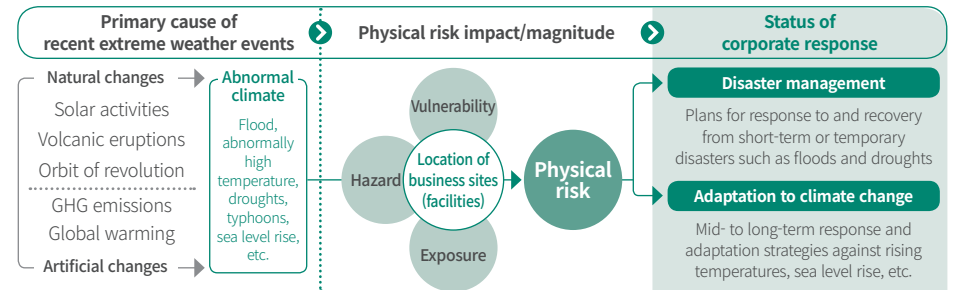 Primary cause of
recent extreme weather events
Physical risk impact/magnitude
Status of
corporate response
Natural changes
Solar activities
Volcanic eruptions
Orbit of revolution
GHG emissions
Global warming
Artificial changes
Abnormal
climate
Flood,
abnormally
high
temperature,
droughts,
typhoons,
sea level rise,
etc.
Vulnerability
Hazard
Location of
business sites
(facilities)
Exposure
Physical
risk
Disaster management
Plans for response to and recovery
from short-term or temporary
disasters such as floods and droughts
Adaptation to climate change
Mid- to long-term response and
adaptation strategies against rising
temperatures, sea level rise, etc.